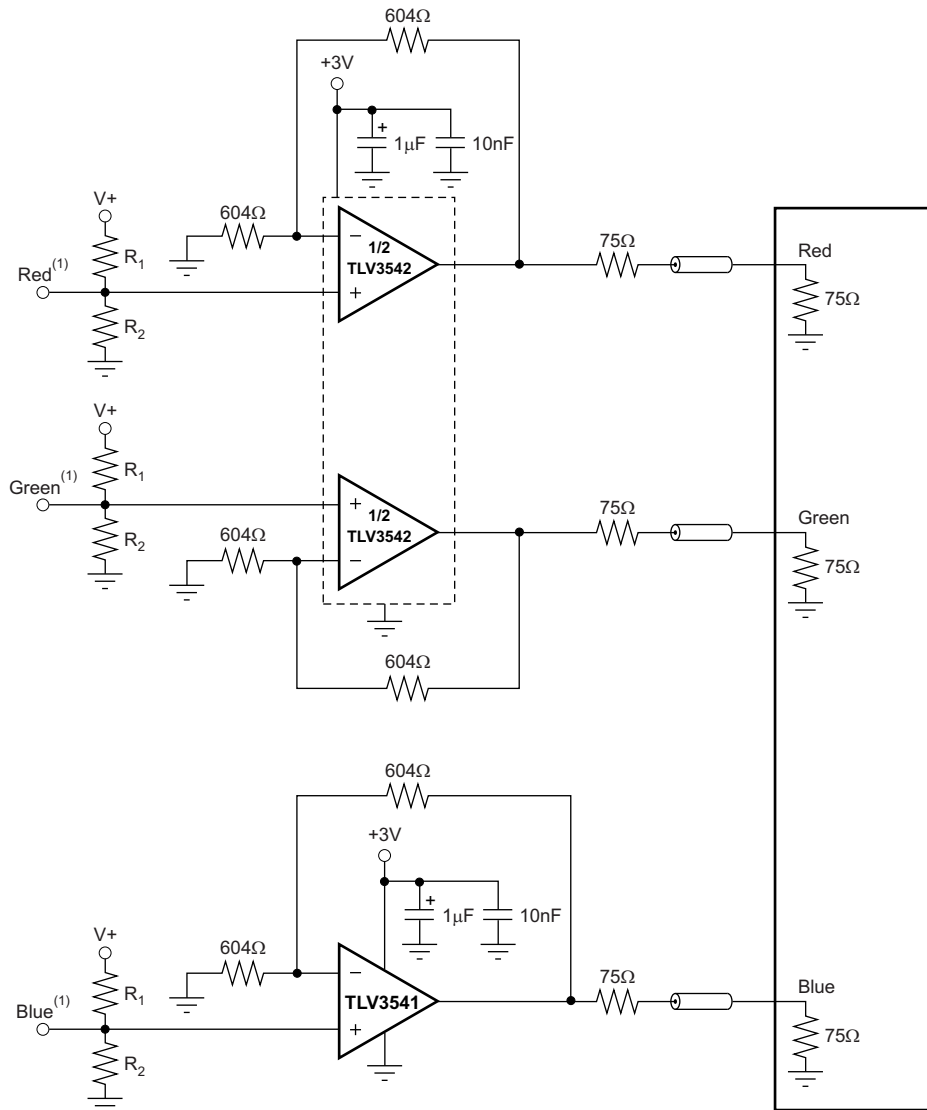 604Ω
+3V
+
1μF
10nF
V+
604Ω
R1
−
1/2
TLV3542
75Ω
Red
Red(1)
+
75Ω
R2
V+
R1
Green(1)
+
1/2
TLV3542
75Ω
Green
R2
604Ω
−
75Ω
604Ω
604Ω
+3V
+
1μF
10nF
V+
604Ω
R1
−
TLV3541
75Ω
Blue
Blue(1)
+
R2
75Ω